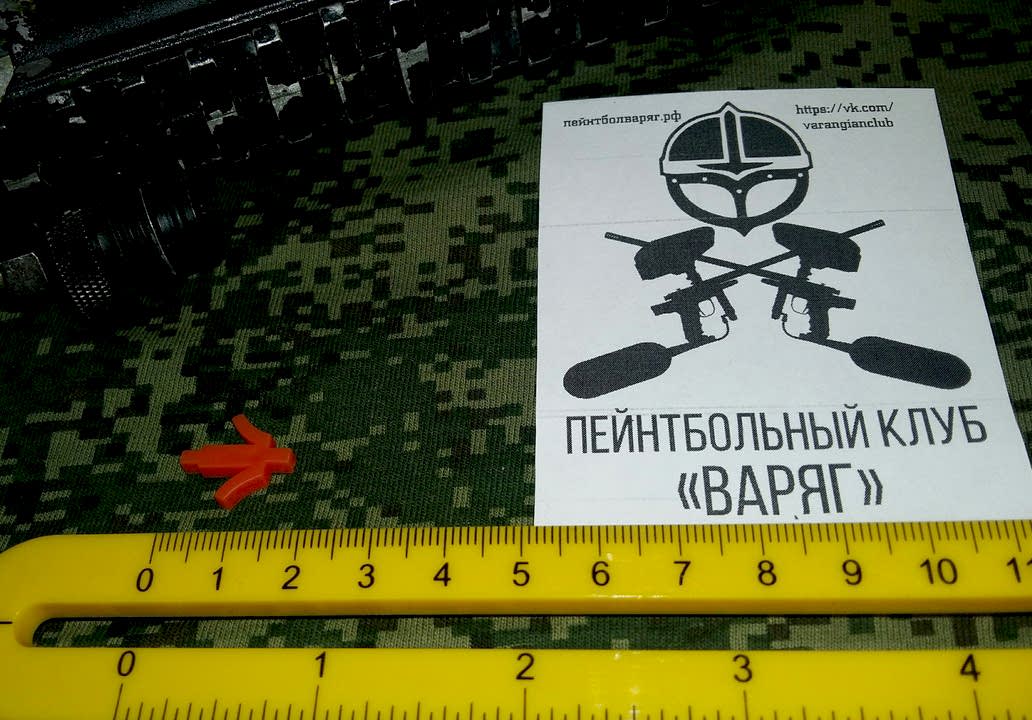 пейнтболваряг.рф
https://vk.com/
varangianclub
ПЕЙНТБОЛЬНЫЙ КЛУБ
«ВАРЯГ»
0 1 2 3 4 5 6 7 8 9 10 11
0 1 2 3 4